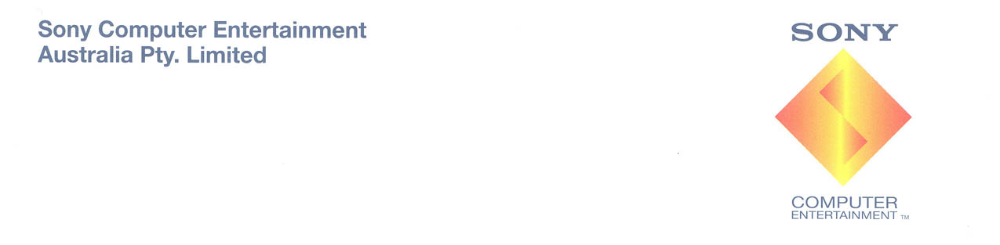 Sony Computer Entertainment
Australia Pty. Limited
SONY
COMPUTER
ENTERTAINMENT TM